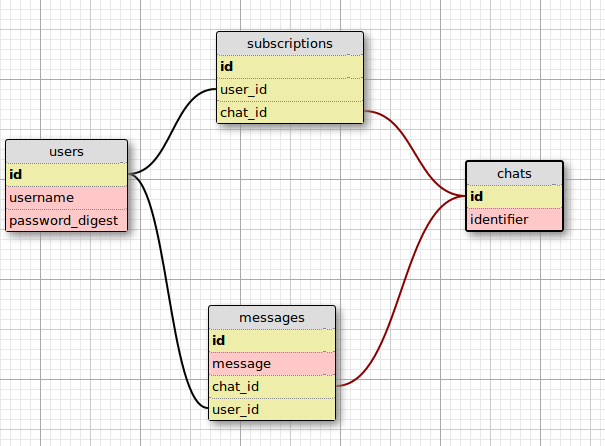 subscriptions
id
user_id
chat_id
users
id
username
password_digest
chats
id
identifier
messages
id
message
chat_id
user_id